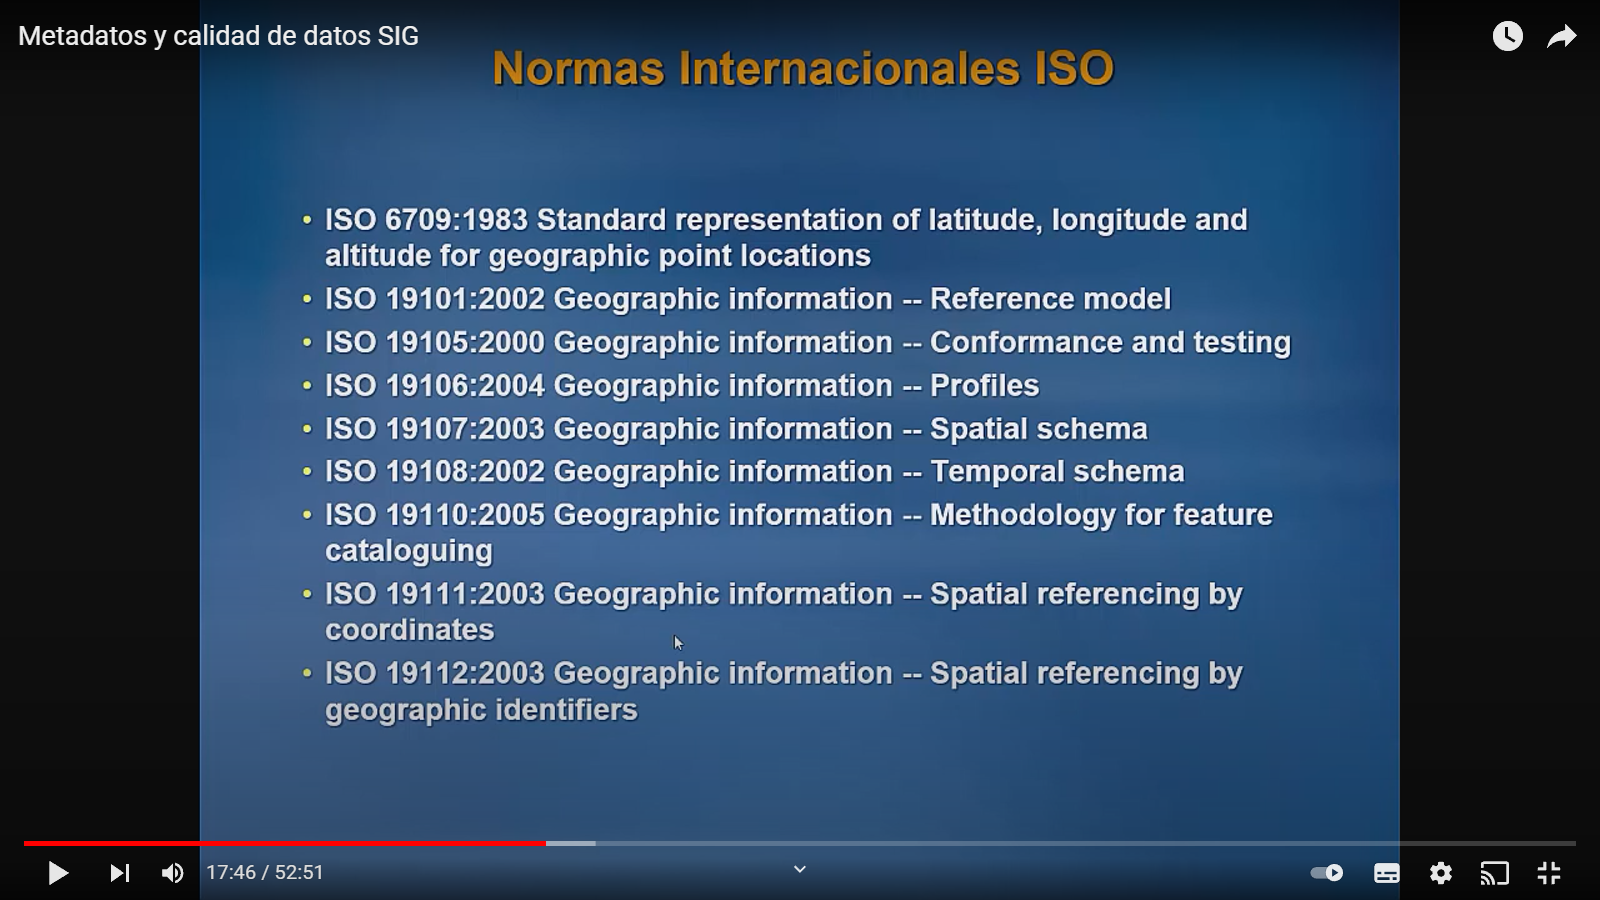 Metadatos y calidad de datos SIG
Normas Internacionales ISO
• ISO 6709:1983 Standard representation of latitude, longitude and
altitude for geographic point locations
• ISO 19101:2002 Geographic information -- Reference model
• ISO 19105:2000 Geographic information -- Conformance and testing
• ISO 19106:2004 Geographic information -- Profiles
• ISO 19107:2003 Geographic information -- Spatial schema
• ISO 19108:2002 Geographic information -- Temporal schema
• ISO 19110:2005 Geographic information -- Methodology for feature
cataloguing
• ISO 19111:2003 Geographic information -- Spatial referencing by
coordinates
• ISO 19112:2003 Geographic information -- Spatial referencing by
geographic identifiers
17:46 / 52:51